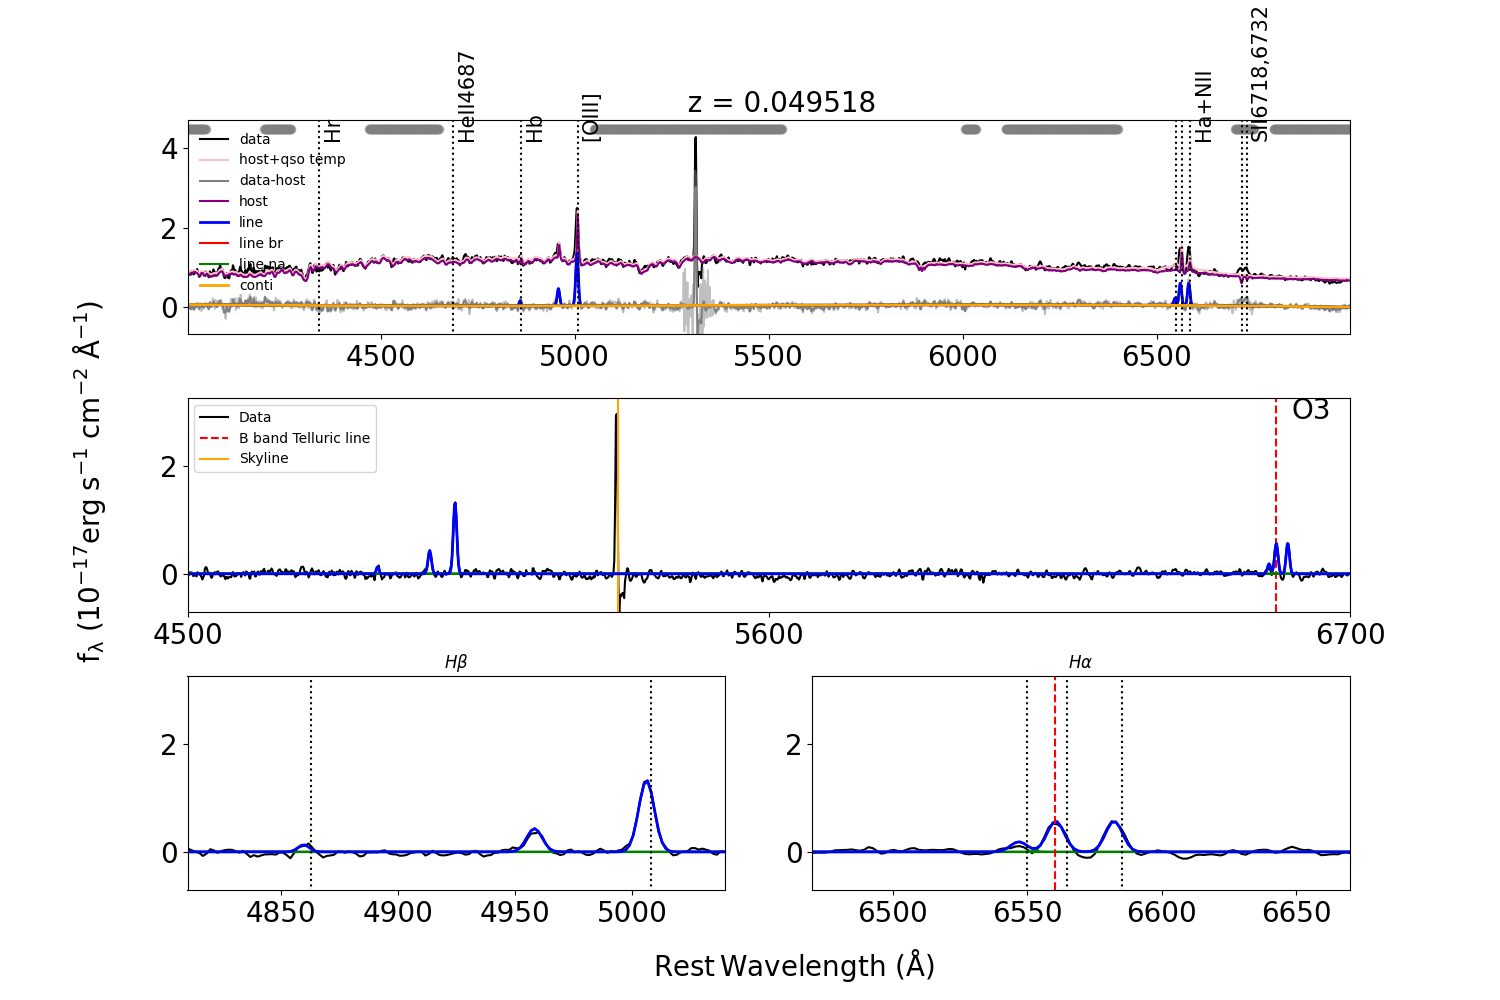 z = 0.049518
Hr
HeII4687
Hb
[OIII]
Ha+NII
SII6718,6732
data
host+qso temp
data-host
host
line
line br
line na
conti
4
2
0
4500 5000 5500 6000 6500
Data
B band Telluric line
Skyline
O3
2
0
4500 5600 6700
fλ (10⁻¹⁷erg s⁻¹ cm⁻² Å⁻¹)
Hβ
2
0
4850 4900 4950 5000
Hα
2
0
6500 6550 6600 6650
Rest Wavelength (Å)